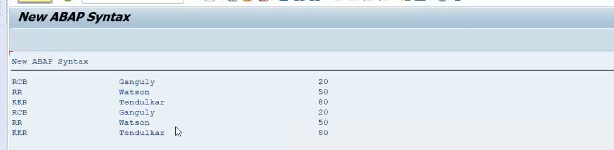 New ABAP Syntax
New ABAP Syntax
RCB Ganguly 20
RR Watson 50
KKR Tendulkar 80
RCB Ganguly 20
RR Watson 50
KKR Tendulkar 80